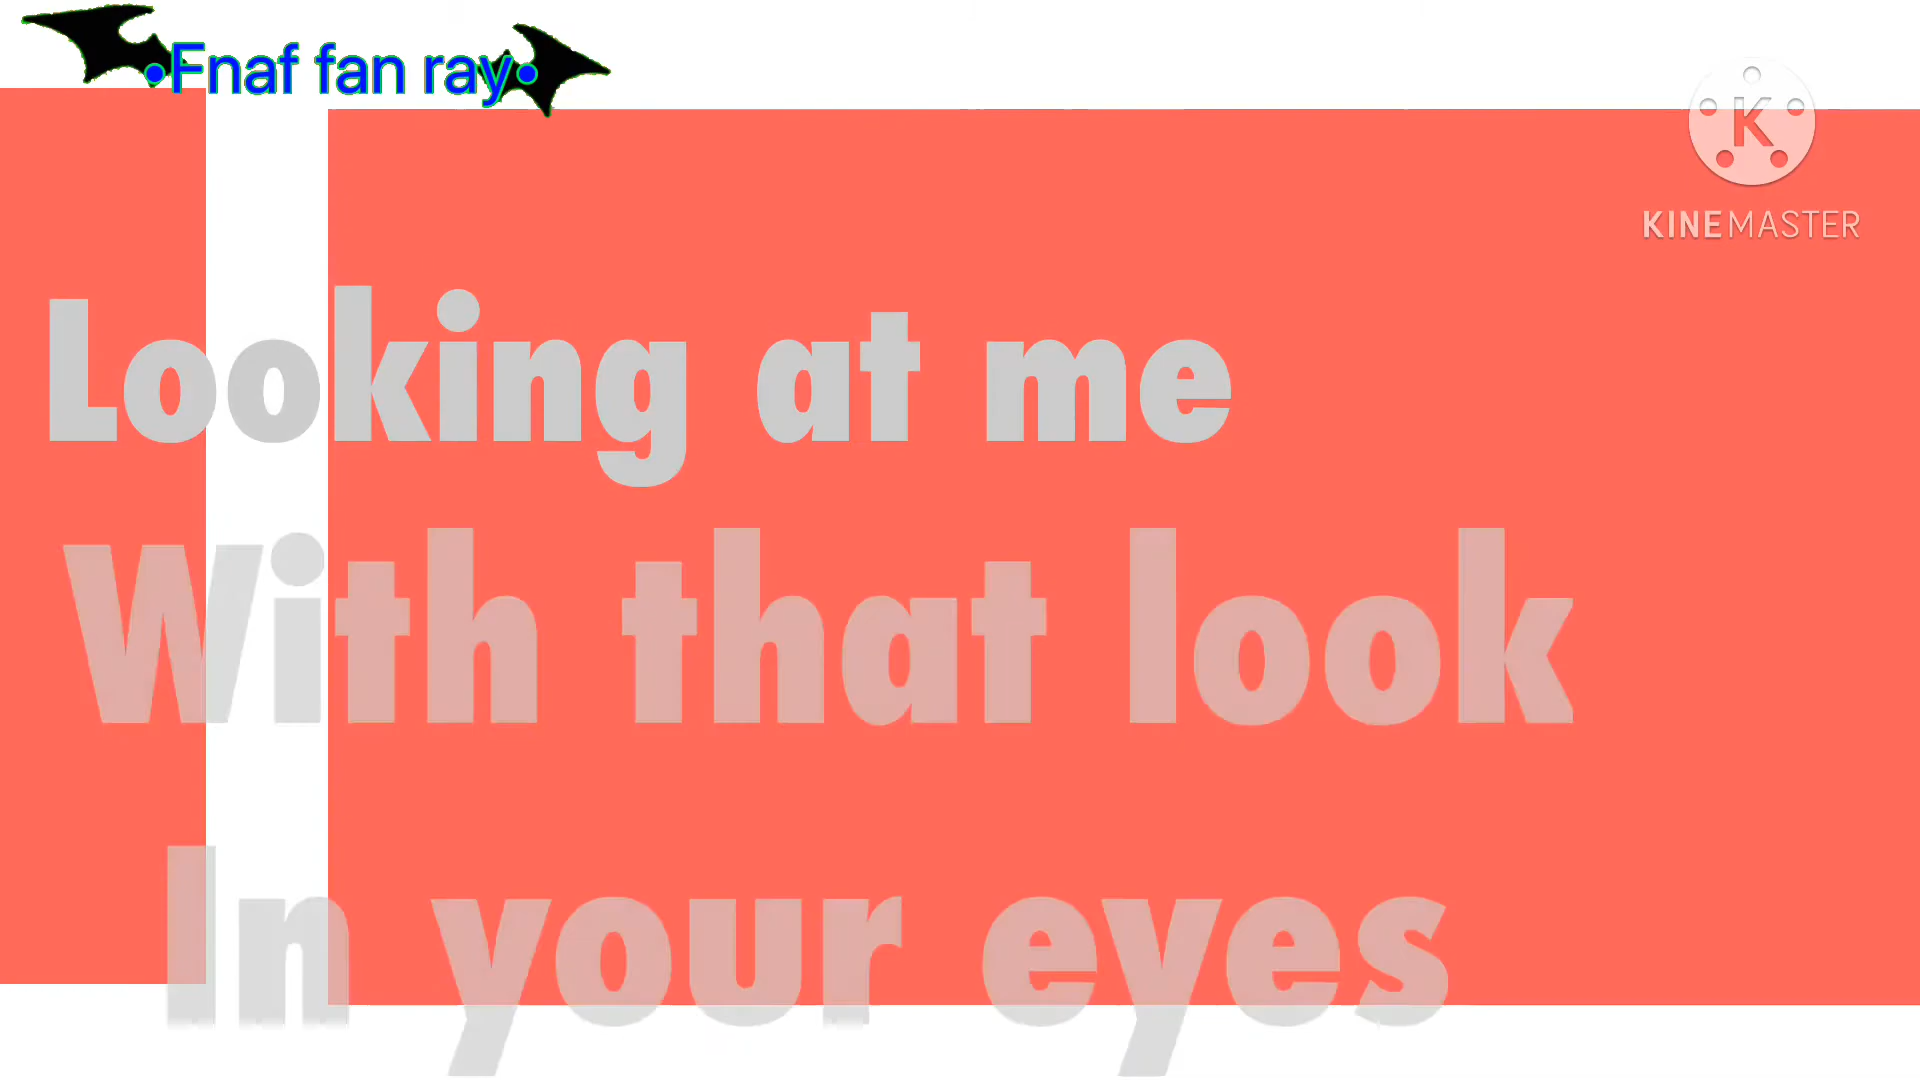 •Fnaf fan ray•
K
KINEMASTER
Looking at me
With that look
In your eyes